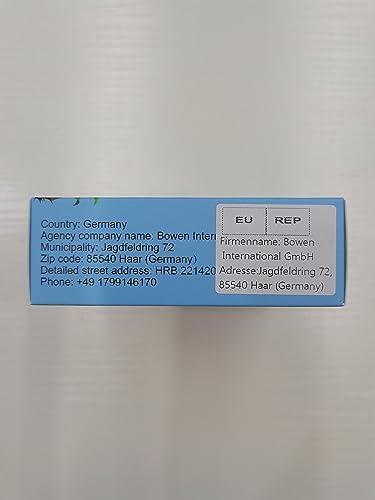 Country: Germany
Agency company name: Bowen Intern
Municipality: Jagdfeldring 72
Zip code: 85540 Haar (Germany)
Detailed street address: HRB 221420
Phone: +49 1799146170
EU REP
Firmenname: Bowen
International GmbH
Adresse:Jagdfeldring 72,
85540 Haar (Germany)